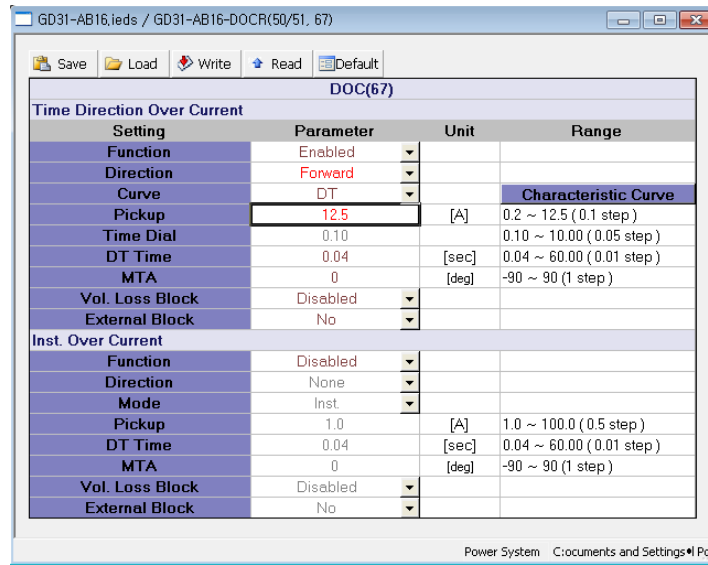 GD31-AB16,ieds / GD31-AB16-DOCR(50/51, 67)
Save Load Write Read Default
DOC(67)
Time Direction Over Current
Setting Parameter Unit Range
Function Enabled
Direction Forward
Curve DT Characteristic Curve
Pickup 12.5 [A] 0.2 ~ 12.5 ( 0.1 step )
Time Dial 0.10 0.10 ~ 10.00 ( 0.05 step )
DT Time 0.04 [sec] 0.04 ~ 60.00 ( 0.01 step )
MTA 0 [deg] -90 ~ 90 (1 step )
Vol. Loss Block Disabled
External Block No
Inst. Over Current
Function Disabled
Direction None
Mode Inst.
Pickup 1.0 [A] 1.0 ~ 100.0 ( 0.5 step )
DT Time 0.04 [sec] 0.04 ~ 60.00 ( 0.01 step )
MTA 0 [deg] -90 ~ 90 (1 step )
Vol. Loss Block Disabled
External Block No
Power System C:ocuments and Settings